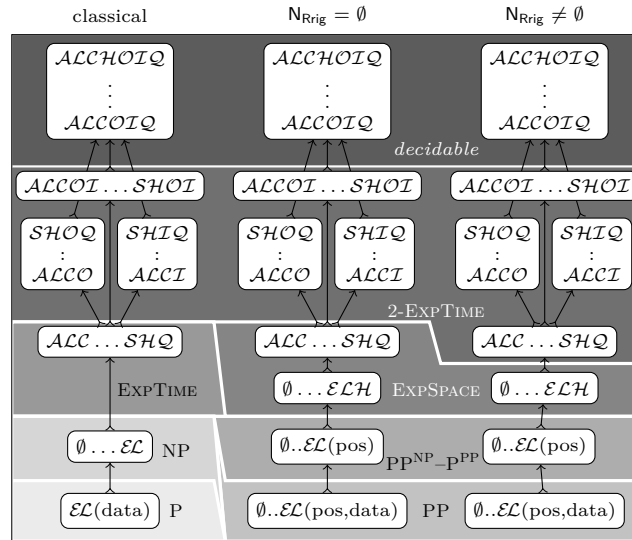 classical N_Rrig = ∅ N_Rrig ≠ ∅
ALCHOIQ ALCHOIQ ALCHOIQ
⋮ ⋮ ⋮
ALCOIQ ALCOIQ ALCOIQ
decidable
ALCOI ... SHOI ALCOI ... SHOI ALCOI ... SHOI
SHOQ SHIQ SHOQ SHIQ SHOQ SHIQ
⋮ ⋮ ⋮ ⋮ ⋮ ⋮
ALCO ALCI ALCO ALCI ALCO ALCI
2-EXPTIME
ALC ... SHQ ALC ... SHQ ALC ... SHQ
EXPTIME ∅ ... ELH EXPSPACE ∅ ... ELH
∅ ... EL NP ∅..EL(pos) PP^NP–P^PP ∅..EL(pos)
EL(data) P ∅..EL(pos,data) PP ∅..EL(pos,data)